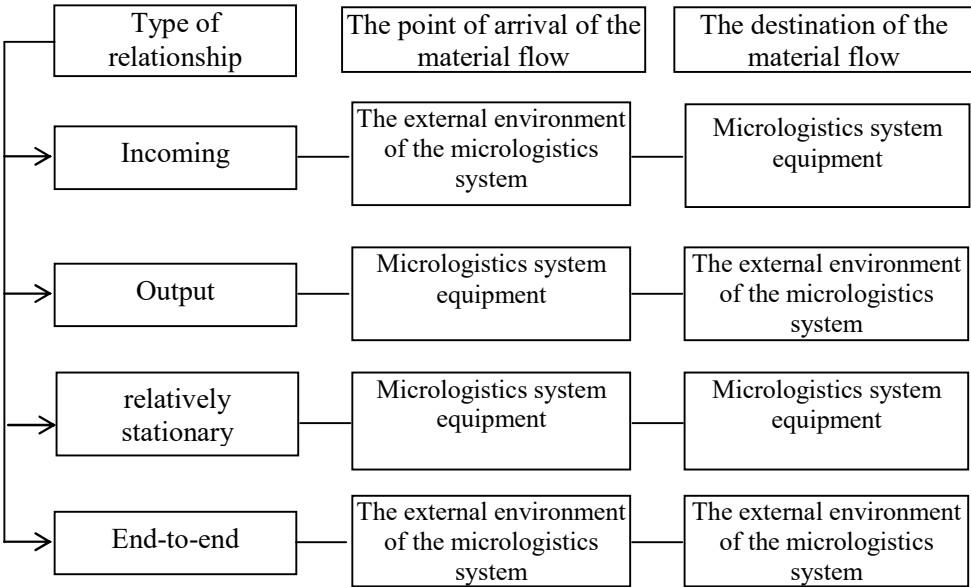 Type of
relationship
The point of arrival of the
material flow
The destination of the
material flow
Incoming
The external environment
of the micrologistics
system
Micrologistics system
equipment
Output
Micrologistics system
equipment
The external environment
of the micrologistics
system
relatively
stationary
Micrologistics system
equipment
Micrologistics system
equipment
End-to-end
The external environment
of the micrologistics
system
The external environment
of the micrologistics
system